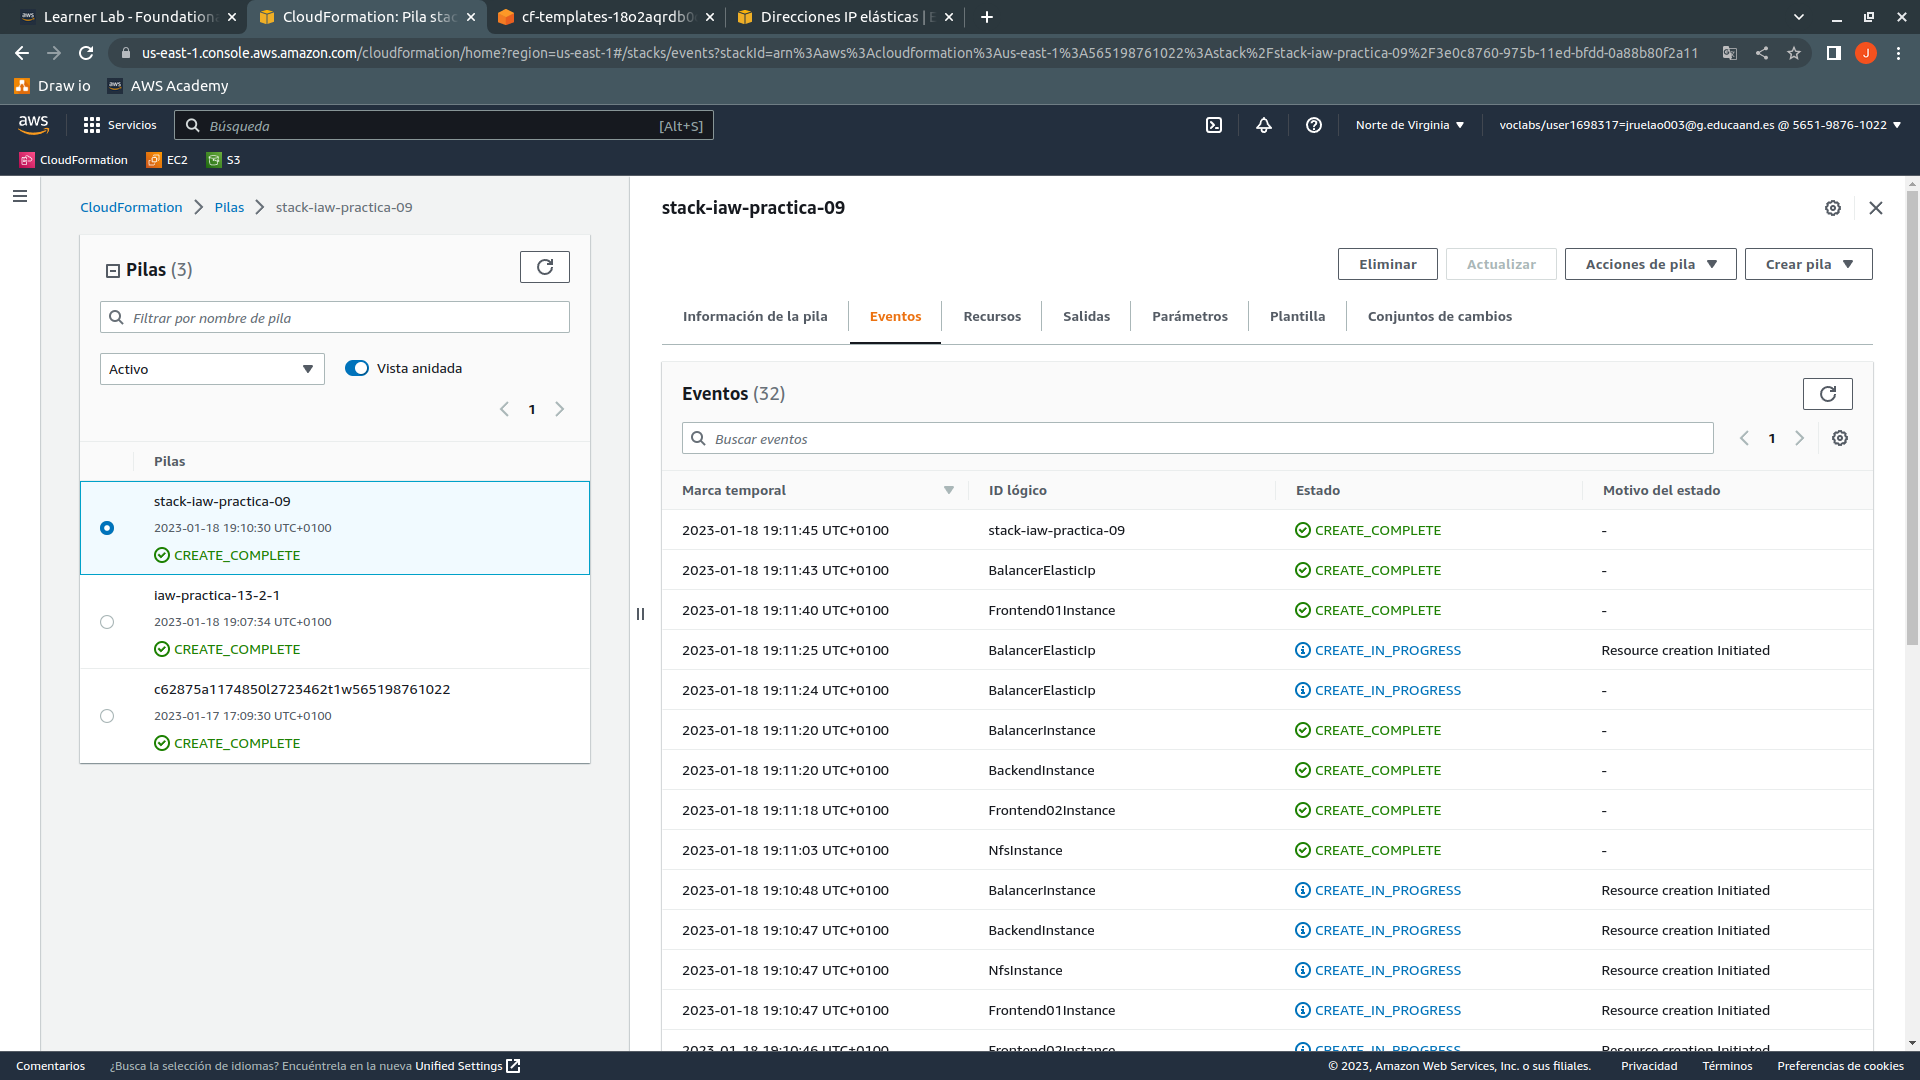 Learner Lab - Foundation
CloudFormation: Pila stac
cf-templates-18o2aqrdb0
Direcciones IP elásticas | E
us-east-1.console.aws.amazon.com/cloudformation/home?region=us-east-1#/stacks/events?stackId=arn%3Aaws%3Acloudformation%3Aus-east-1%3A565198761022%3Astack%2Fstack-iaw-practica-09%2F3e0c8760-975b-11ed-bfdd-0a88b80f2a11
J
Draw io
AWS Academy
aws
Servicios
Búsqueda
[Alt+S]
Norte de Virginia
voclabs/user1698317=jruelao003@g.educaand.es @ 5651-9876-1022
CloudFormation
EC2
S3
CloudFormation
Pilas
stack-iaw-practica-09
Pilas (3)
Filtrar por nombre de pila
Activo
Vista anidada
1
Pilas
stack-iaw-practica-09
2023-01-18 19:10:30 UTC+0100
CREATE_COMPLETE
iaw-practica-13-2-1
2023-01-18 19:07:34 UTC+0100
CREATE_COMPLETE
c62875a1174850l2723462t1w565198761022
2023-01-17 17:09:30 UTC+0100
CREATE_COMPLETE
stack-iaw-practica-09
Eliminar
Actualizar
Acciones de pila
Crear pila
Información de la pila
Eventos
Recursos
Salidas
Parámetros
Plantilla
Conjuntos de cambios
Eventos (32)
Buscar eventos
1
Marca temporal ID lógico Estado Motivo del estado
2023-01-18 19:11:45 UTC+0100 stack-iaw-practica-09 CREATE_COMPLETE -
2023-01-18 19:11:43 UTC+0100 BalancerElasticIp CREATE_COMPLETE -
2023-01-18 19:11:40 UTC+0100 Frontend01Instance CREATE_COMPLETE -
2023-01-18 19:11:25 UTC+0100 BalancerElasticIp CREATE_IN_PROGRESS Resource creation Initiated
2023-01-18 19:11:24 UTC+0100 BalancerElasticIp CREATE_IN_PROGRESS -
2023-01-18 19:11:20 UTC+0100 BalancerInstance CREATE_COMPLETE -
2023-01-18 19:11:20 UTC+0100 BackendInstance CREATE_COMPLETE -
2023-01-18 19:11:18 UTC+0100 Frontend02Instance CREATE_COMPLETE -
2023-01-18 19:11:03 UTC+0100 NfsInstance CREATE_COMPLETE -
2023-01-18 19:10:48 UTC+0100 BalancerInstance CREATE_IN_PROGRESS Resource creation Initiated
2023-01-18 19:10:47 UTC+0100 BackendInstance CREATE_IN_PROGRESS Resource creation Initiated
2023-01-18 19:10:47 UTC+0100 NfsInstance CREATE_IN_PROGRESS Resource creation Initiated
2023-01-18 19:10:47 UTC+0100 Frontend01Instance CREATE_IN_PROGRESS Resource creation Initiated
2023-01-18 19:10:46 UTC+0100 Frontend02Instance CREATE_IN_PROGRESS Resource creation Initiated
Comentarios
¿Busca la selección de idiomas? Encuéntrela en la nueva Unified Settings
© 2023, Amazon Web Services, Inc. o sus filiales.
Privacidad
Términos
Preferencias de cookies